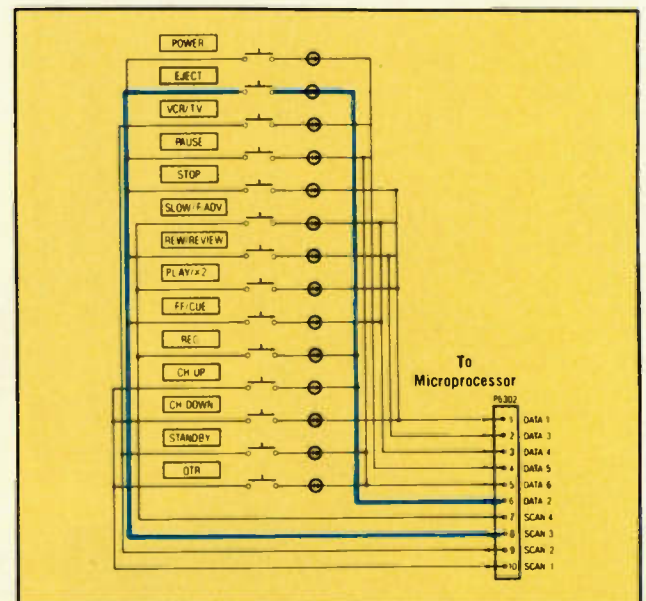 POWER
EJECT
VCR/TV
PAUSE
STOP
SLOW/F.ADV
REW/REVIEW
PLAY/×2
FF/CUE
REC
CH UP
CH DOWN
STANDBY
OTR
To
Microprocessor
P6302
1 DATA 1
2 DATA 3
3 DATA 4
4 DATA 5
5 DATA 6
6 DATA 2
7 SCAN 4
8 SCAN 3
9 SCAN 2
10 SCAN 1